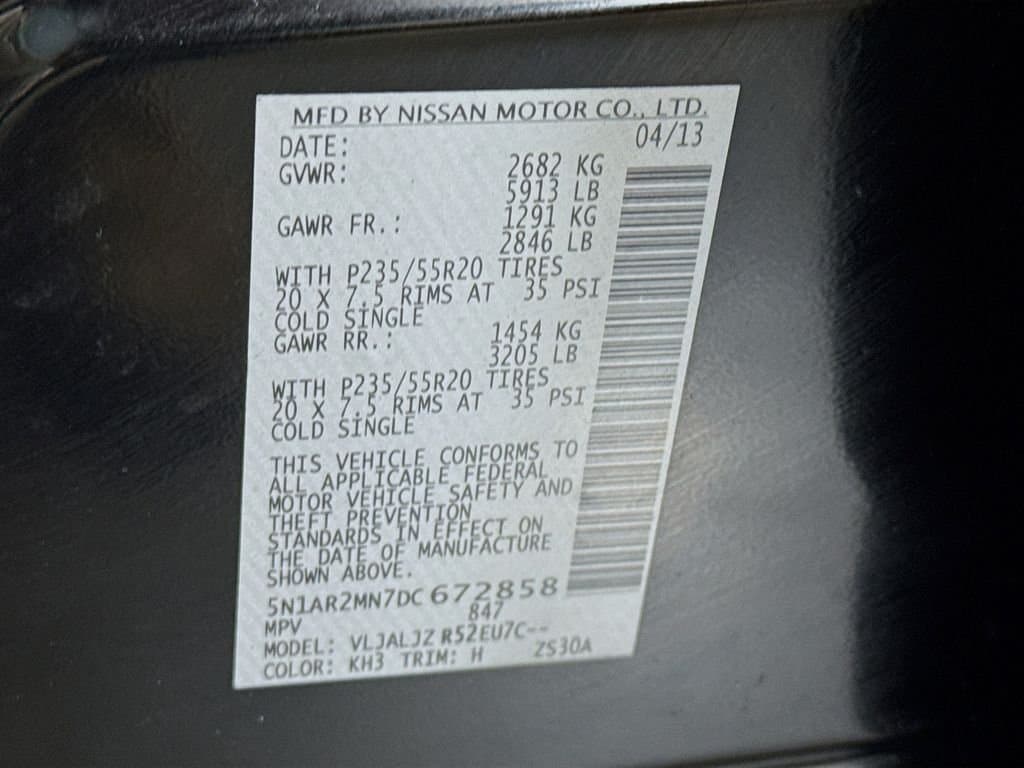 MFD BY NISSAN MOTOR CO., LTD.
DATE: 04/13
GVWR: 2682 KG
5913 LB
GAWR FR.: 1291 KG
2846 LB
WITH P235/55R20 TIRES
20 X 7.5 RIMS AT 35 PSI
COLD SINGLE
GAWR RR.: 1454 KG
3205 LB
WITH P235/55R20 TIRES
20 X 7.5 RIMS AT 35 PSI
COLD SINGLE
THIS VEHICLE CONFORMS TO
ALL APPLICABLE FEDERAL
MOTOR VEHICLE SAFETY AND
THEFT PREVENTION
STANDARDS IN EFFECT ON
THE DATE OF MANUFACTURE
SHOWN ABOVE.
5N1AR2MN7DC 672858
MPV 847
MODEL: VLJALJZ R52EU7C--
COLOR: KH3 TRIM: H ZS30A